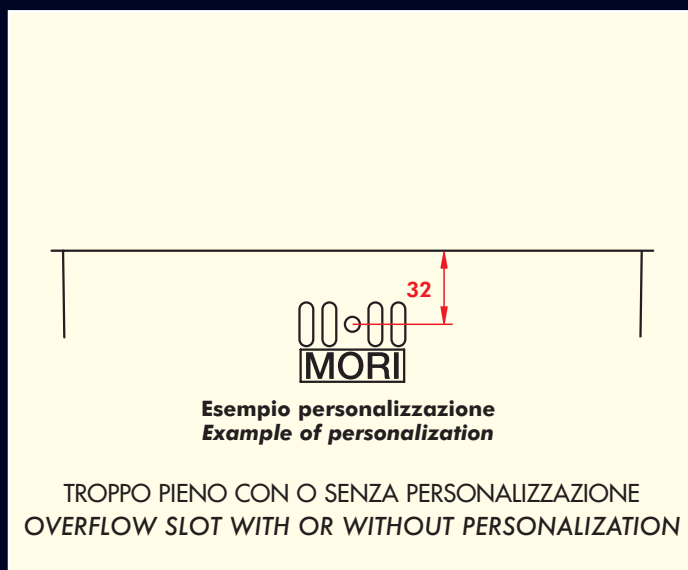 32
MORI
Esempio personalizzazione
Example of personalization
TROPPO PIENO CON O SENZA PERSONALIZZAZIONE
OVERFLOW SLOT WITH OR WITHOUT PERSONALIZATION